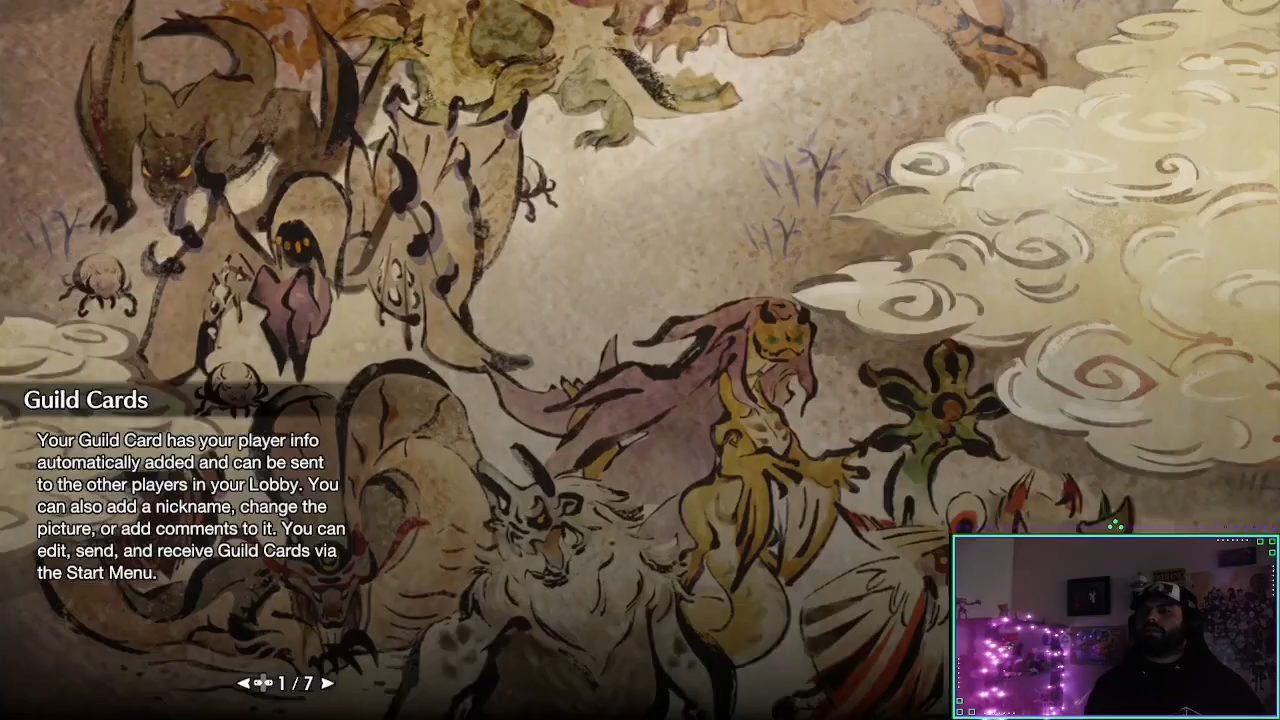 Guild Cards
Your Guild Card has your player info
automatically added and can be sent
to the other players in your Lobby. You
can also add a nickname, change the
picture, or add comments to it. You can
edit, send, and receive Guild Cards via
the Start Menu.
1 / 7